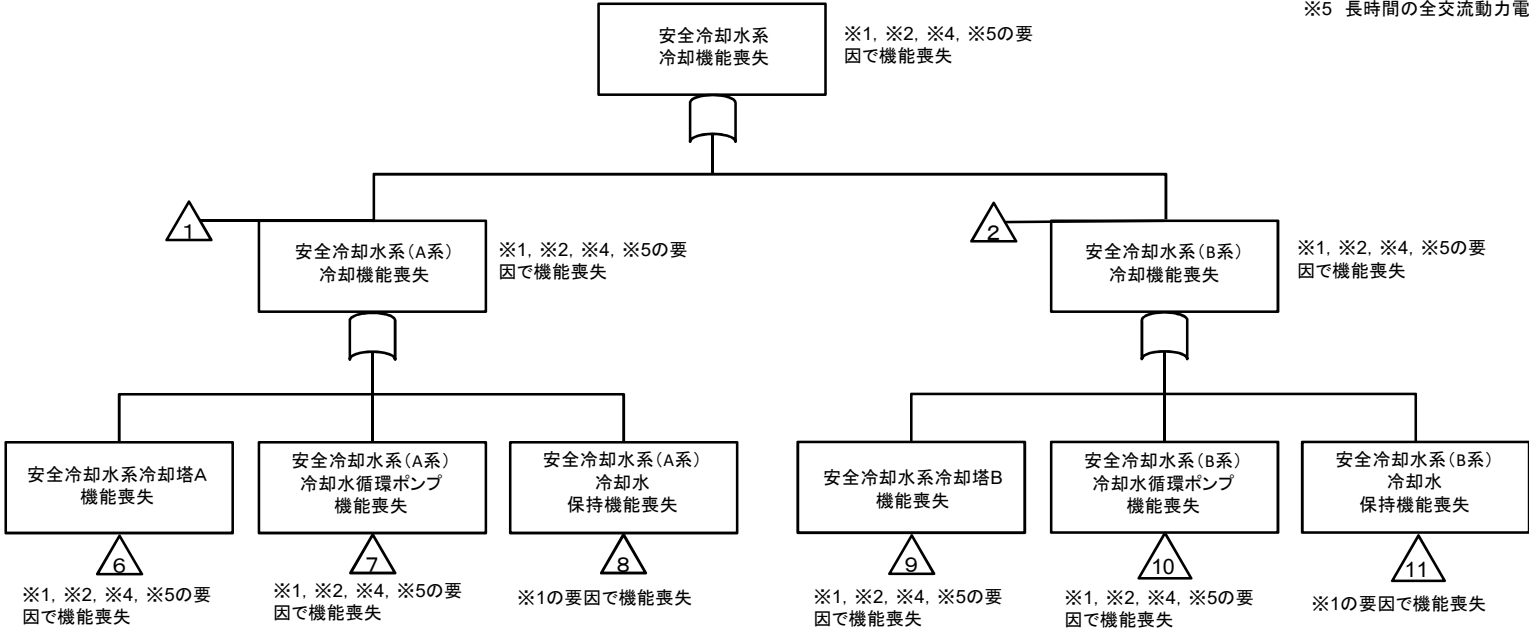 ※5 長時間の全交流動力電
安全冷却水系
冷却機能喪失
※1, ※2, ※4, ※5の要
因で機能喪失
1
安全冷却水系(A系)
冷却機能喪失
※1, ※2, ※4, ※5の要
因で機能喪失
2
安全冷却水系(B系)
冷却機能喪失
※1, ※2, ※4, ※5の要
因で機能喪失
安全冷却水系冷却塔A
機能喪失
6
※1, ※2, ※4, ※5の要
因で機能喪失
安全冷却水系(A系)
冷却水循環ポンプ
機能喪失
7
※1, ※2, ※4, ※5の要
因で機能喪失
安全冷却水系(A系)
冷却水
保持機能喪失
8
※1の要因で機能喪失
安全冷却水系冷却塔B
機能喪失
9
※1, ※2, ※4, ※5の要
因で機能喪失
安全冷却水系(B系)
冷却水循環ポンプ
機能喪失
10
※1, ※2, ※4, ※5の要
因で機能喪失
安全冷却水系(B系)
冷却水
保持機能喪失
11
※1の要因で機能喪失